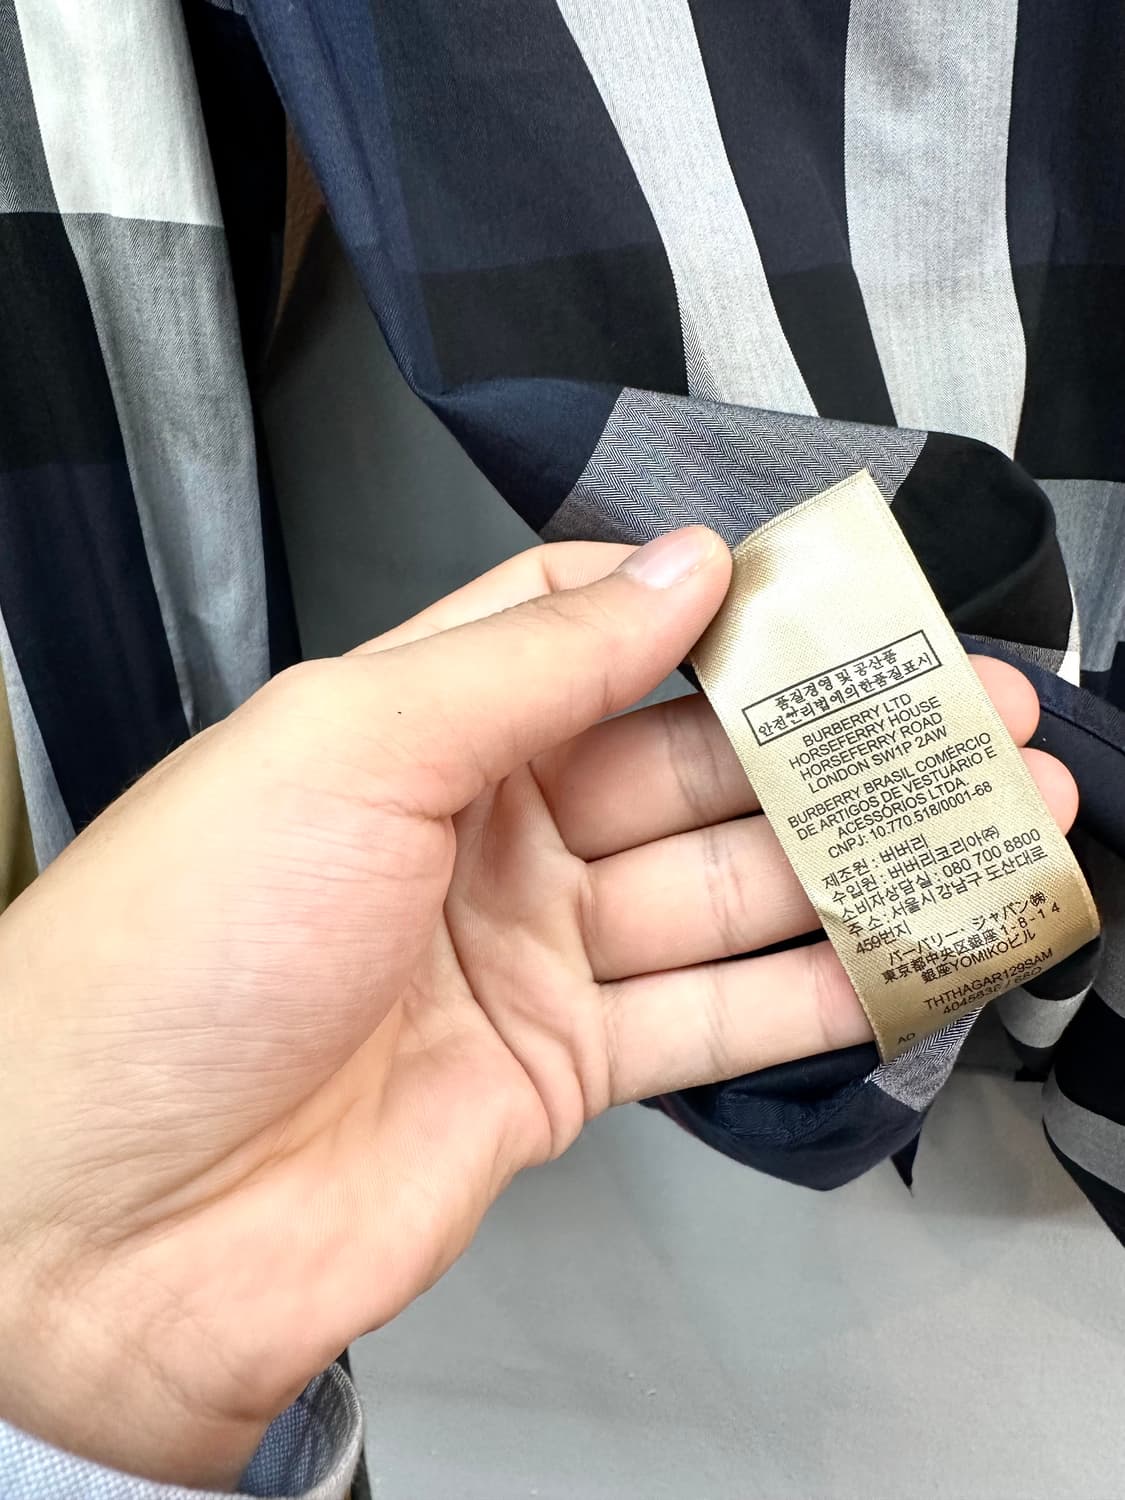 품질경영 및 공산품
안전관리법에의한품질표시
BURBERRY LTD
HORSEFERRY HOUSE
HORSEFERRY ROAD
LONDON SW1P 2AW
BURBERRY BRASIL COMÉRCIO
DE ARTIGOS DE VESTUÁRIO E
ACESSÓRIOS LTDA.
CNPJ: 10.770.518/0001-68
제조원 : 버버리
수입원 : 버버리코리아㈜
소비자상담실 : 080 700 8800
주 소 : 서울시 강남구 도산대로
459번지
バーバリー・ジャパン㈱
東京都中央区銀座1-8-14
銀座YOMIKOビル
THTHAGAR129SAM
AO